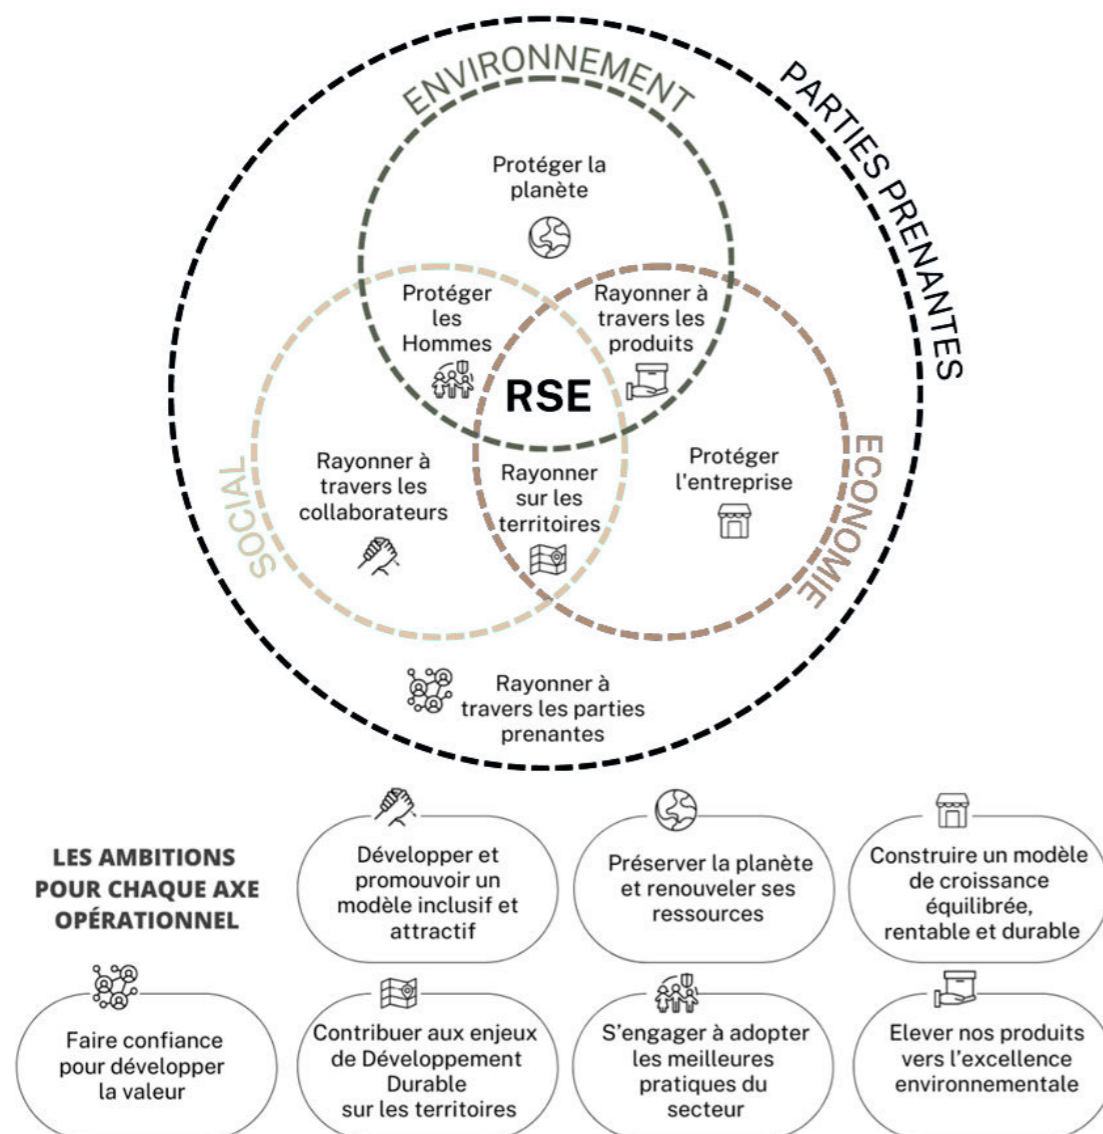 ENVIRONNEMENT
PARTIES PRENANTES
Protéger la
planète
Protéger
les
Hommes
Rayonner à
travers les
produits
RSE
SOCIAL
Rayonner à
travers les
collaborateurs
Rayonner
sur les
territoires
Protéger
l'entreprise
ECONOMIE
Rayonner à
travers les parties
prenantes
LES AMBITIONS
POUR CHAQUE AXE
OPÉRATIONNEL
Développer et
promouvoir un
modèle inclusif et
attractif
Préserver la planète
et renouveler ses
ressources
Construire un modèle
de croissance
équilibrée,
rentable et durable
Faire confiance
pour développer
la valeur
Contribuer aux enjeux
de Développement
Durable
sur les territoires
S'engager à adopter
les meilleures
pratiques du
secteur
Elever nos produits
vers l'excellence
environnementale